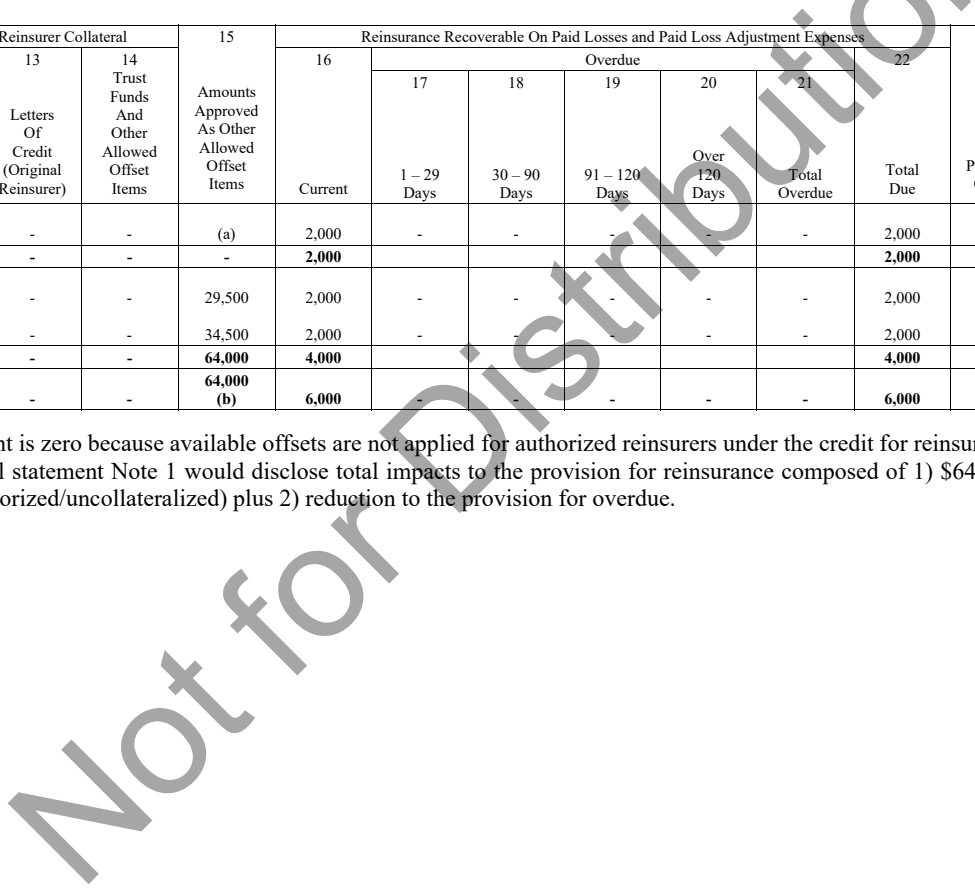 Reinsurer Collateral 15 Reinsurance Recoverable On Paid Losses and Paid Loss Adjustment Expenses
13 14 16 Overdue 22
Letters Of Credit (Original Reinsurer)
Trust Funds And Other Allowed Offset Items
Amounts Approved As Other Allowed Offset Items
Current
17 18 19 20 21
1 – 29 Days
30 – 90 Days
91 – 120 Days
Over 120 Days
Total Overdue
Total Due
- - (a) 2,000 - - - - - 2,000
- - - 2,000 2,000
- - 29,500 2,000 - - - - - 2,000
- - 34,500 2,000 - - - - - 2,000
- - 64,000 4,000 4,000
- - 64,000 (b) 6,000 - - - - - 6,000
nt is zero because available offsets are not applied for authorized reinsurers under the credit for reinsur
l statement Note 1 would disclose total impacts to the provision for reinsurance composed of 1) $64
orized/uncollateralized) plus 2) reduction to the provision for overdue.
Not for Distribution